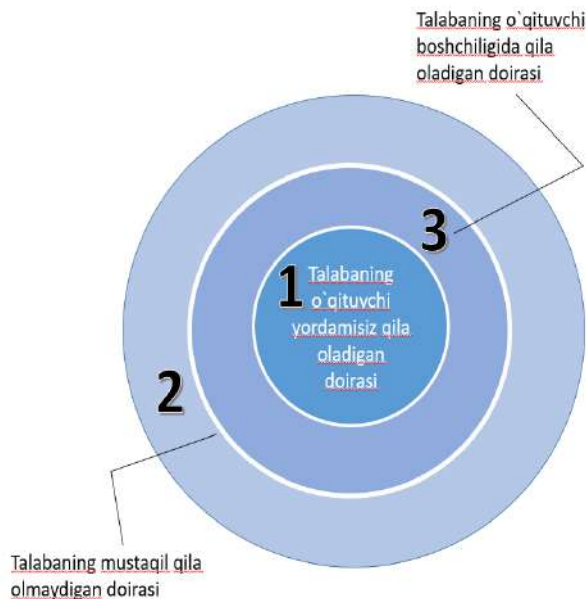 Talabaning o`qituvchi
boshchiligida qila
oladigan doirasi
3
1
Talabaning
o`qituvchi
yordamisiz qila
oladigan
doirasi
2
Talabaning mustaqil qila
olmaydigan doirasi